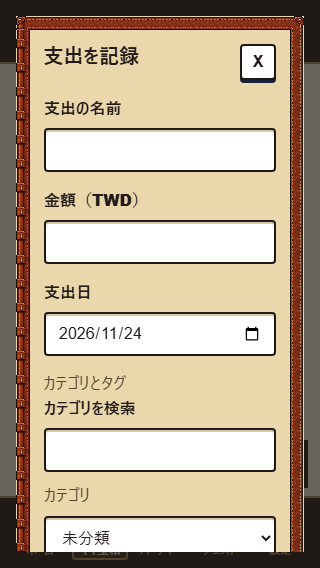 支出を記録
X
支出の名前
金額（TWD）
支出日
2026/11/24
カテゴリとタグ
カテゴリを検索
カテゴリ
未分類